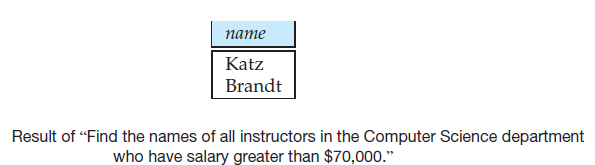 name
Katz
Brandt
Result of “Find the names of all instructors in the Computer Science department
who have salary greater than $70,000.”